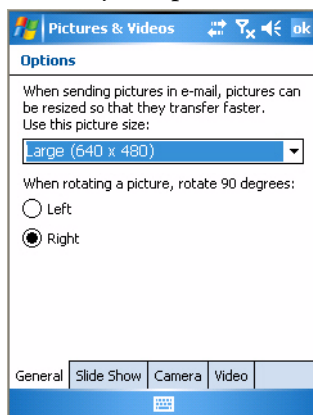 Pictures & Videos ok
Options
When sending pictures in e-mail, pictures can
be resized so that they transfer faster.
Use this picture size:
Large (640 x 480)
When rotating a picture, rotate 90 degrees:
Left
Right
General Slide Show Camera Video